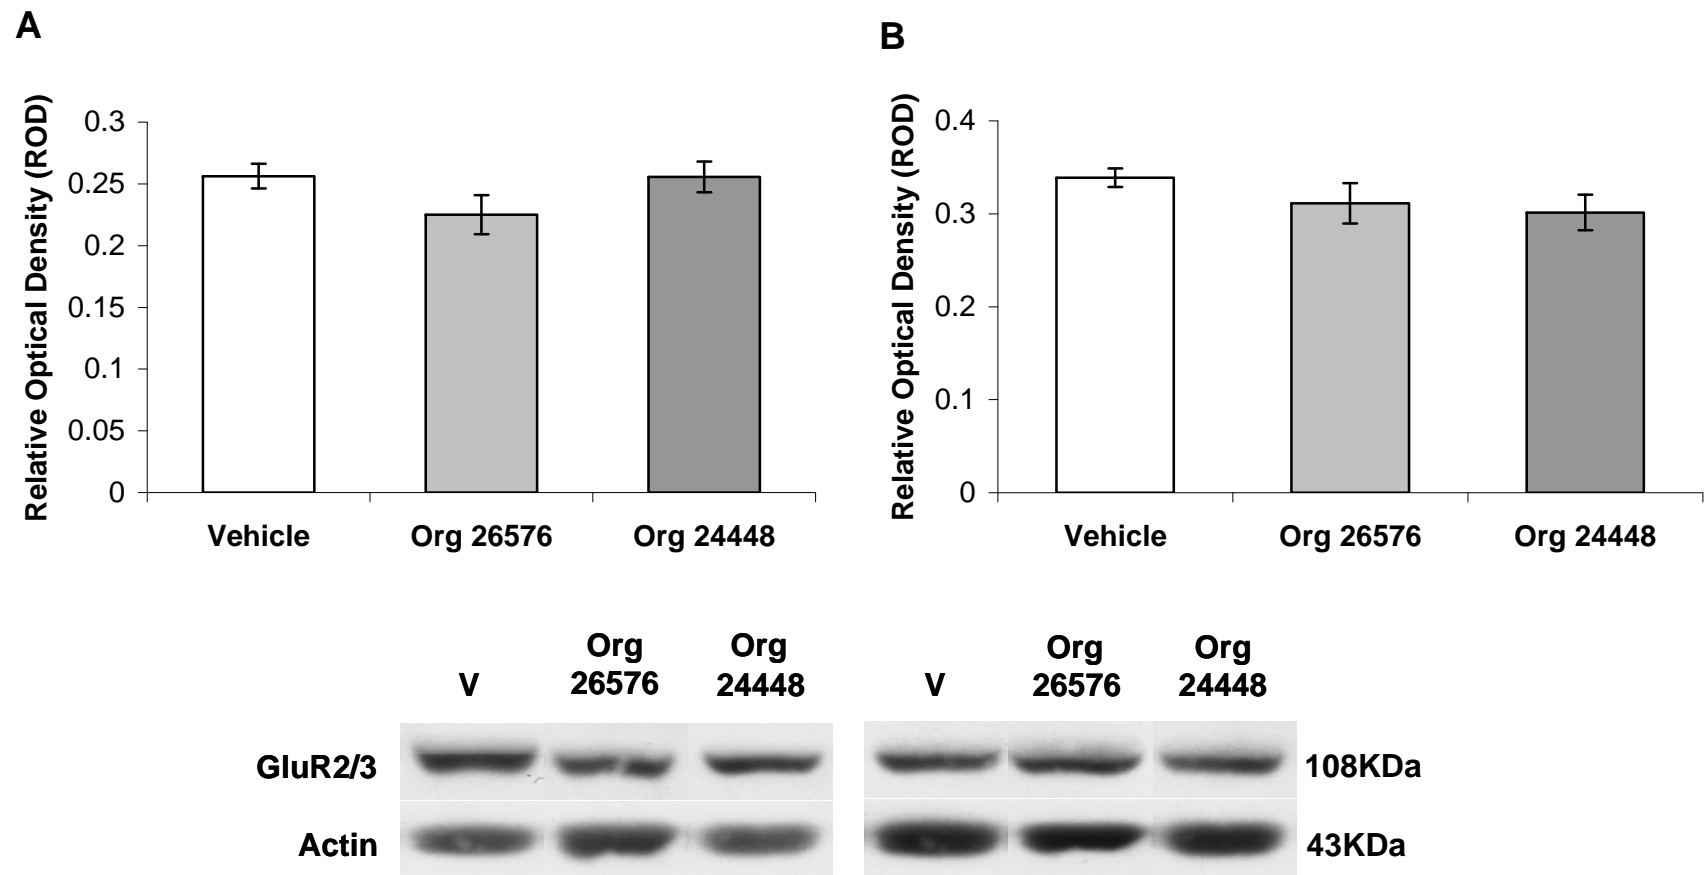 A
Relative Optical Density (ROD)
0.3
0.25
0.2
0.15
0.1
0.05
0
Vehicle Org 26576 Org 24448
B
Relative Optical Density (ROD)
0.4
0.3
0.2
0.1
0
Vehicle Org 26576 Org 24448
V Org 26576 Org 24448
V Org 26576 Org 24448
GluR2/3 108KDa
Actin 43KDa